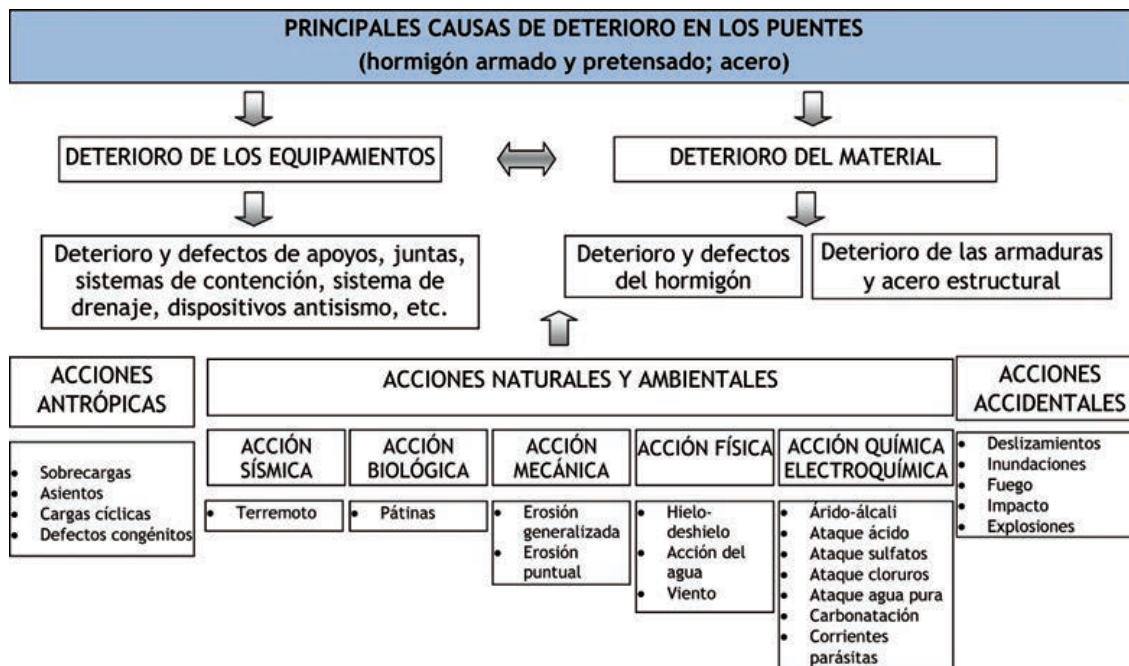 PRINCIPALES CAUSAS DE DETERIORO EN LOS PUENTES
(hormigón armado y pretensado; acero)
DETERIORO DE LOS EQUIPAMIENTOS
DETERIORO DEL MATERIAL
Deterioro y defectos de apoyos, juntas,
sistemas de contención, sistema de
drenaje, dispositivos antisismo, etc.
Deterioro y defectos
del hormigón
Deterioro de las armaduras
y acero estructural
ACCIONES
ANTRÓPICAS
• Sobrecargas
• Asientos
• Cargas cíclicas
• Defectos congénitos
ACCIONES NATURALES Y AMBIENTALES
ACCIÓN
SÍSMICA
• Terremoto
ACCIÓN
BIOLÓGICA
• Pátinas
ACCIÓN
MECÁNICA
• Erosión
generalizada
• Erosión
puntual
ACCIÓN FÍSICA
• Hielo-
deshielo
• Acción del
agua
• Viento
ACCIÓN QUÍMICA
ELECTROQUÍMICA
• Árido-álcali
• Ataque ácido
• Ataque sulfatos
• Ataque cloruros
• Ataque agua pura
• Carbonatación
• Corrientes
parásitas
ACCIONES
ACCIDENTALES
• Deslizamientos
• Inundaciones
• Fuego
• Impacto
• Explosiones